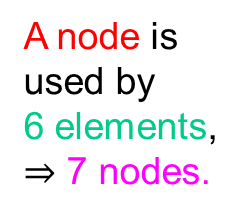 A node is
used by
6 elements,
⇒ 7 nodes.